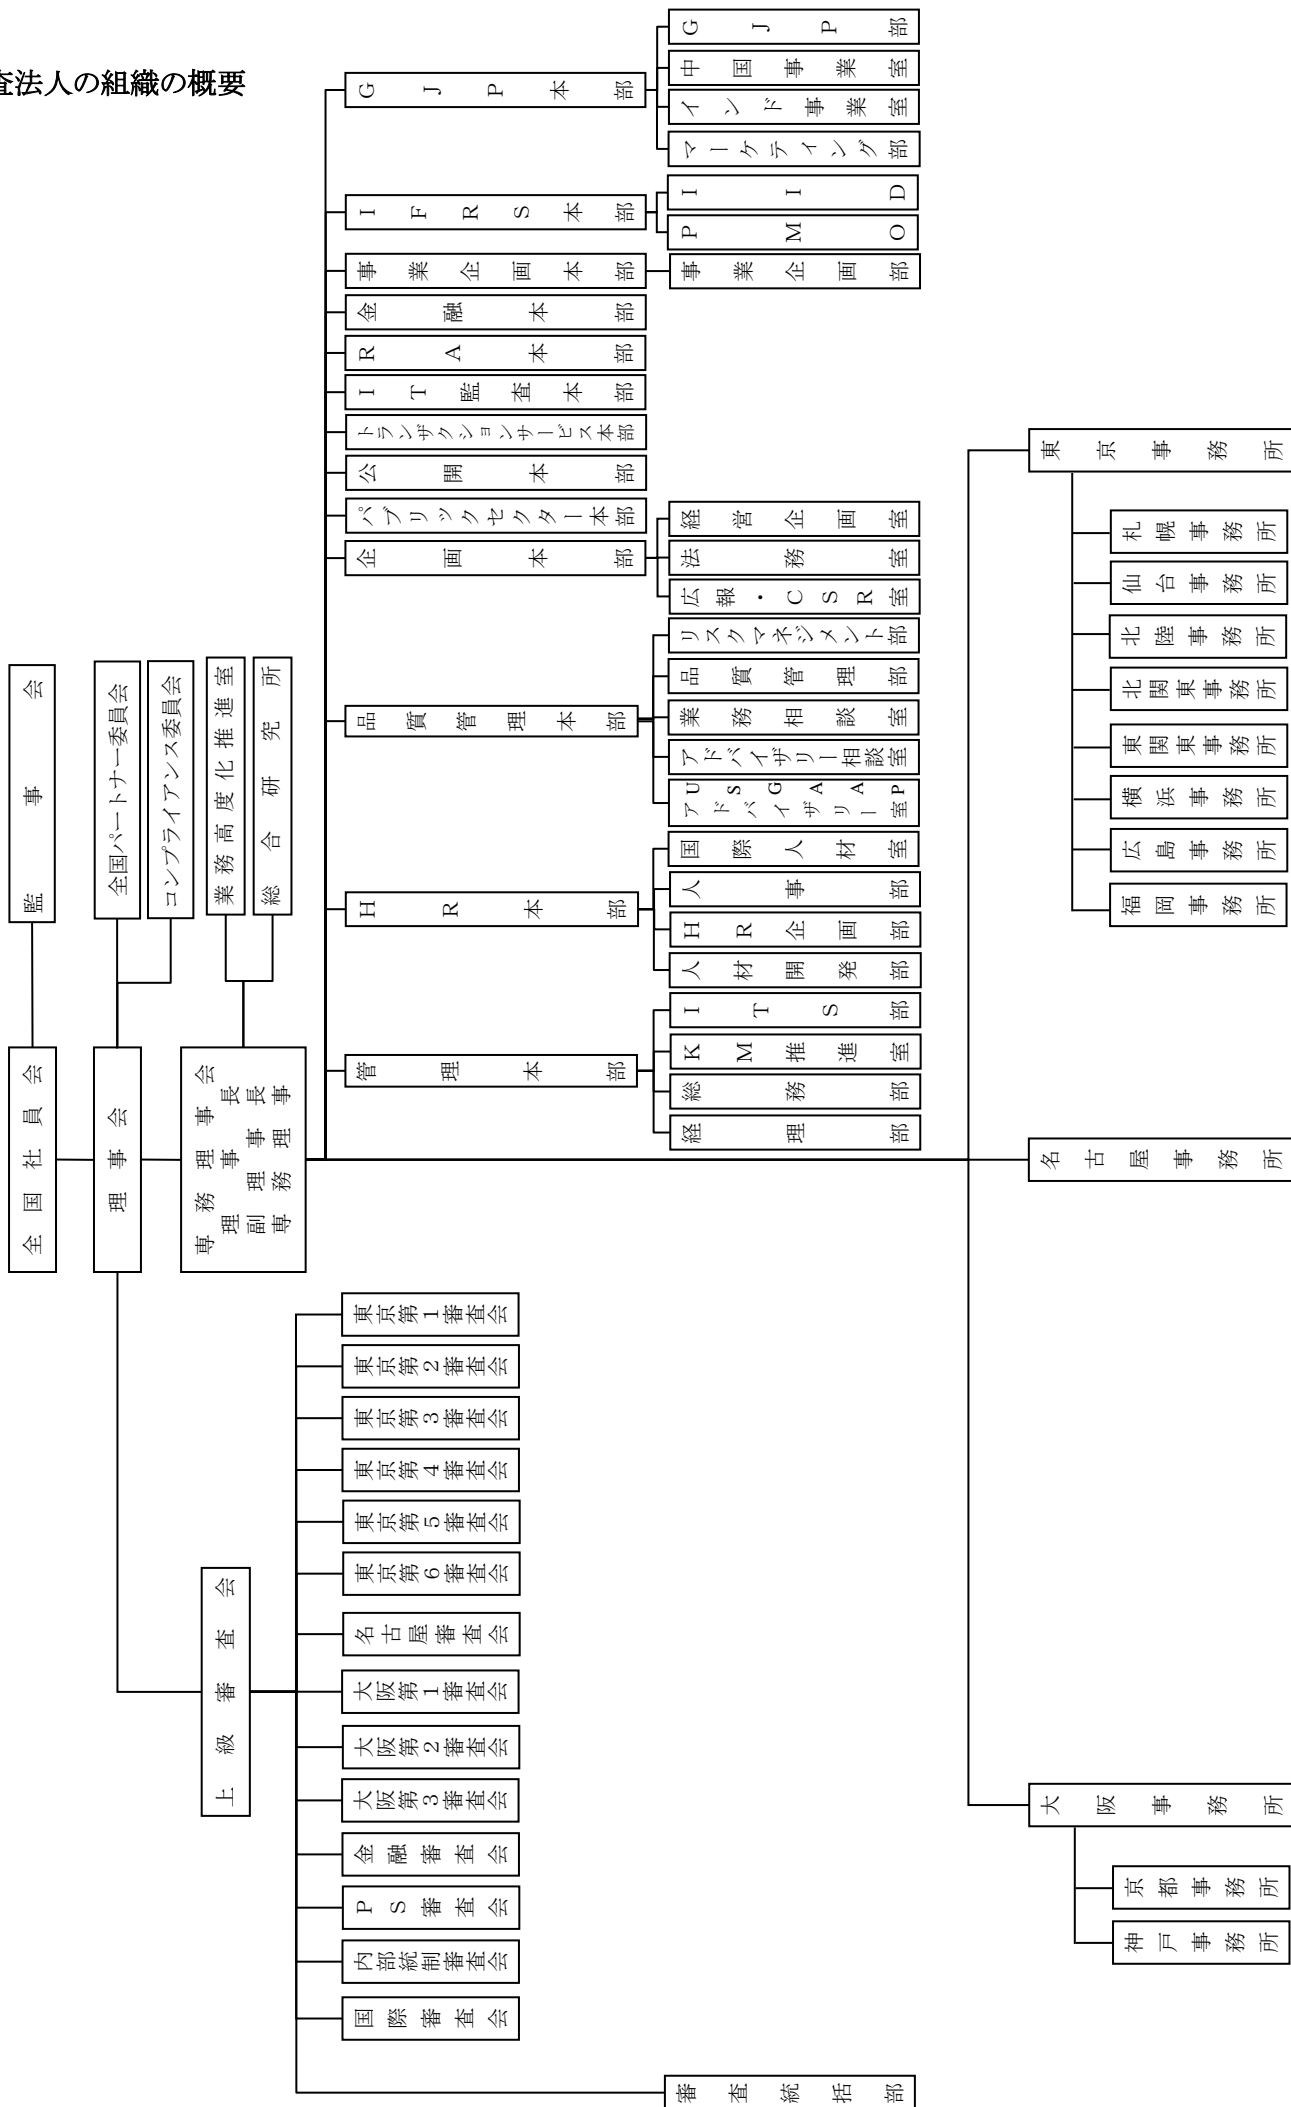 査法人の組織の概要
全国社員会
監事会
理事会
全国パートナー委員会
コンプライアンス委員会
専務理事会
理事長
副理事長
専務理事
業務高度化推進室
総合研究所
上級審査会
東京第1審査会
東京第2審査会
東京第3審査会
東京第4審査会
東京第5審査会
東京第6審査会
名古屋審査会
大阪第1審査会
大阪第2審査会
大阪第3審査会
金融審査会
PS審査会
内部統制審査会
国際審査会
審査統括部
GJP本部
GJP部
中国事業室
インド事業室
マーケティング部
IFRS本部
IID
PMO
事業企画本部
事業企画部
金融本部
RA本部
IT監査本部
トランザクションサービス本部
公開本部
パブリックセクター本部
企画本部
経営企画室
法務室
広報・CSR室
品質管理本部
リスクマネジメント部
品質管理部
業務相談室
アドバイザリー相談室
USGAAP
アドバイザリー室
HR本部
国際人材室
人事部
HR企画部
人材開発部
管理本部
ITS部
KM推進室
総務部
経理部
東京事務所
札幌事務所
仙台事務所
北陸事務所
北関東事務所
東関東事務所
横浜事務所
広島事務所
福岡事務所
名古屋事務所
大阪事務所
京都事務所
神戸事務所